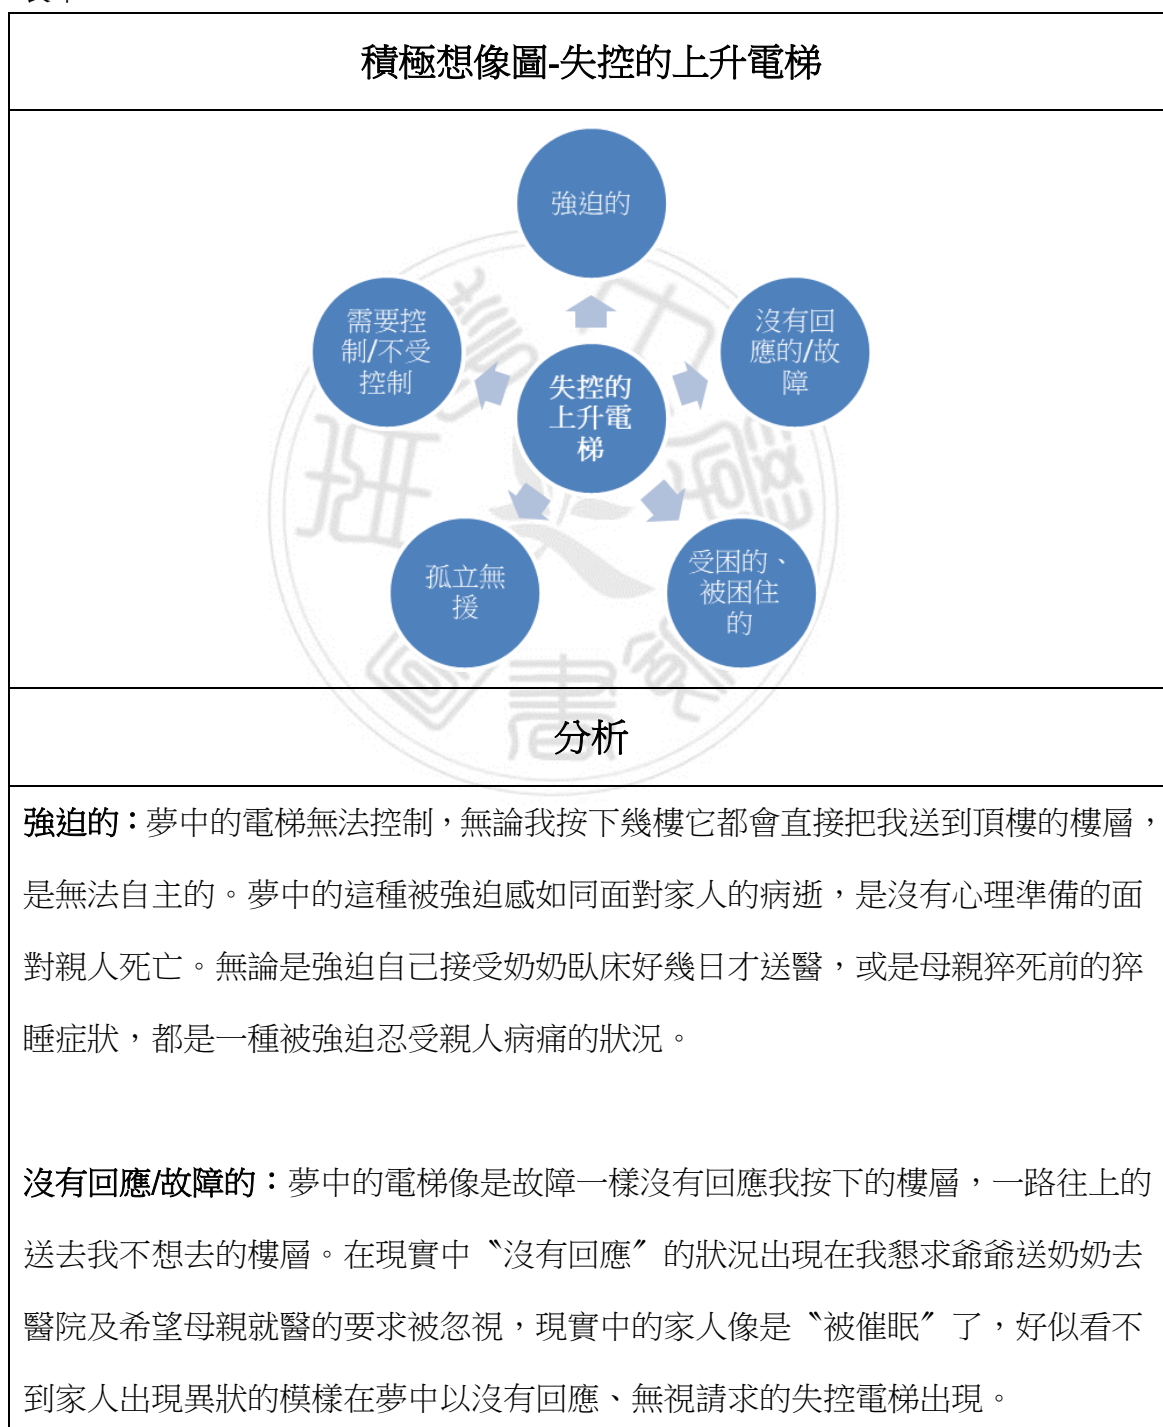 積極想像圖-失控的上升電梯
強迫的
需要控
制/不受
控制
沒有回
應的/故
障
失控的
上升電
梯
孤立無
援
受困的、
被困住
的
分析
強迫的：夢中的電梯無法控制，無論我按下幾樓它都會直接把我送到頂樓的樓層，
是無法自主的。夢中的這種被強迫感如同面對家人的病逝，是沒有心理準備的面
對親人死亡。無論是強迫自己接受奶奶臥床好幾日才送醫，或是母親猝死前的猝
睡症狀，都是一種被強迫忍受親人病痛的狀況。
沒有回應/故障的：夢中的電梯像是故障一樣沒有回應我按下的樓層，一路往上的
送去我不想去的樓層。在現實中〝沒有回應〞的狀況出現在我懇求爺爺送奶奶去
醫院及希望母親就醫的要求被忽視，現實中的家人像是〝被催眠〞了，好似看不
到家人出現異狀的模樣在夢中以沒有回應、無視請求的失控電梯出現。